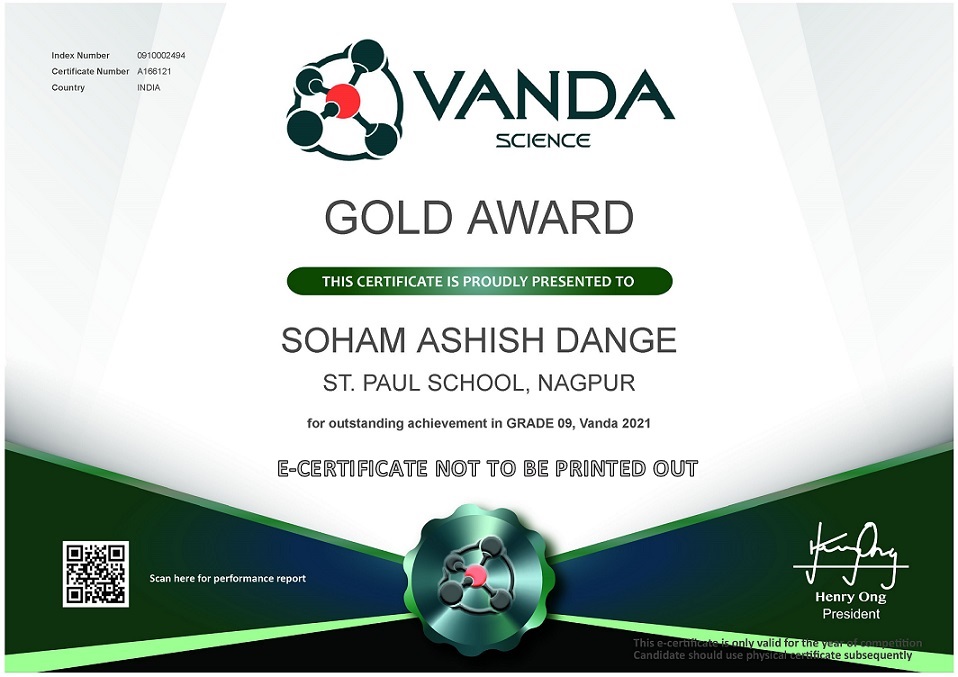 Index Number 0910002494
Certificate Number A166121
Country INDIA
VANDA
SCIENCE
GOLD AWARD
THIS CERTIFICATE IS PROUDLY PRESENTED TO
SOHAM ASHISH DANGE
ST. PAUL SCHOOL, NAGPUR
for outstanding achievement in GRADE 09, Vanda 2021
E-CERTIFICATE NOT TO BE PRINTED OUT
Scan here for performance report
Henry Ong
Henry Ong
President
This e-certificate is only valid for the year of competition
Candidate should use physical certificate subsequently